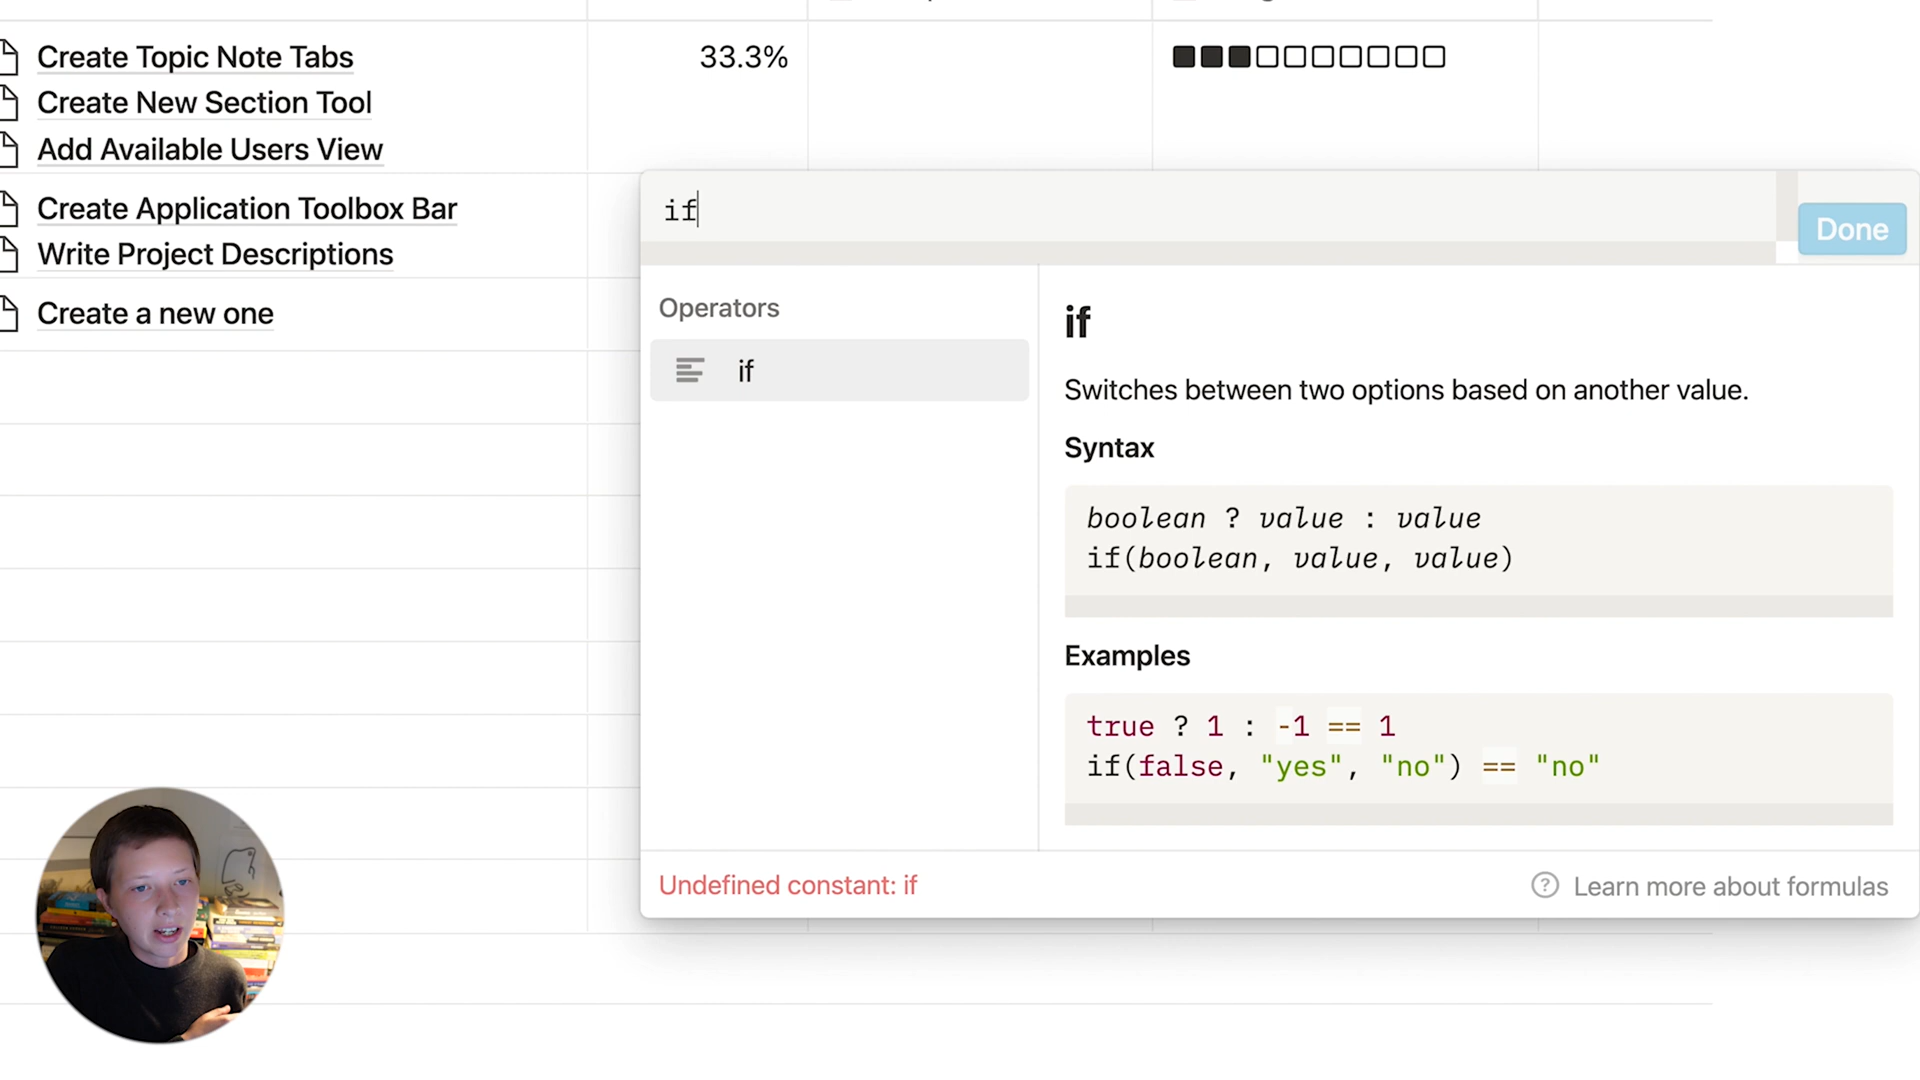 Create Topic Note Tabs
33.3%
Create New Section Tool
Add Available Users View
Create Application Toolbox Bar
Write Project Descriptions
Create a new one
if
Done
Operators
if
if
Switches between two options based on another value.
Syntax
boolean ? value : value
if(boolean, value, value)
Examples
true ? 1 : -1 == 1
if(false, "yes", "no") == "no"
Undefined constant: if
? Learn more about formulas